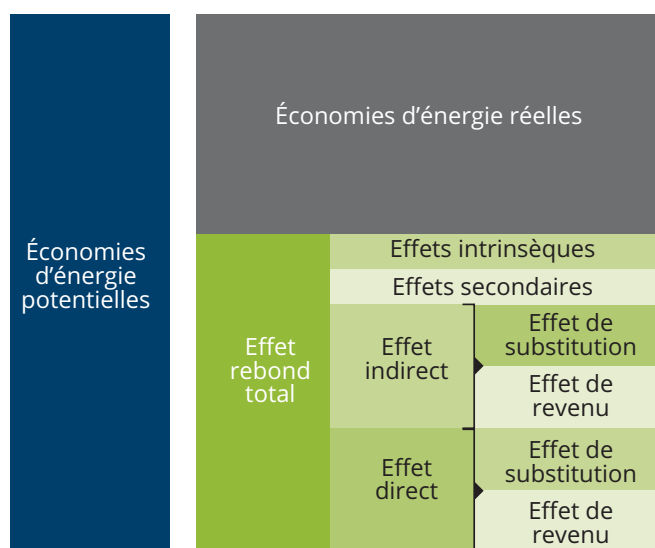 Économies
d'énergie
potentielles
Économies d'énergie réelles
Effet
rebond
total
Effets intrinsèques
Effets secondaires
Effet
indirect
Effet de
substitution
Effet de
revenu
Effet
direct
Effet de
substitution
Effet de
revenu